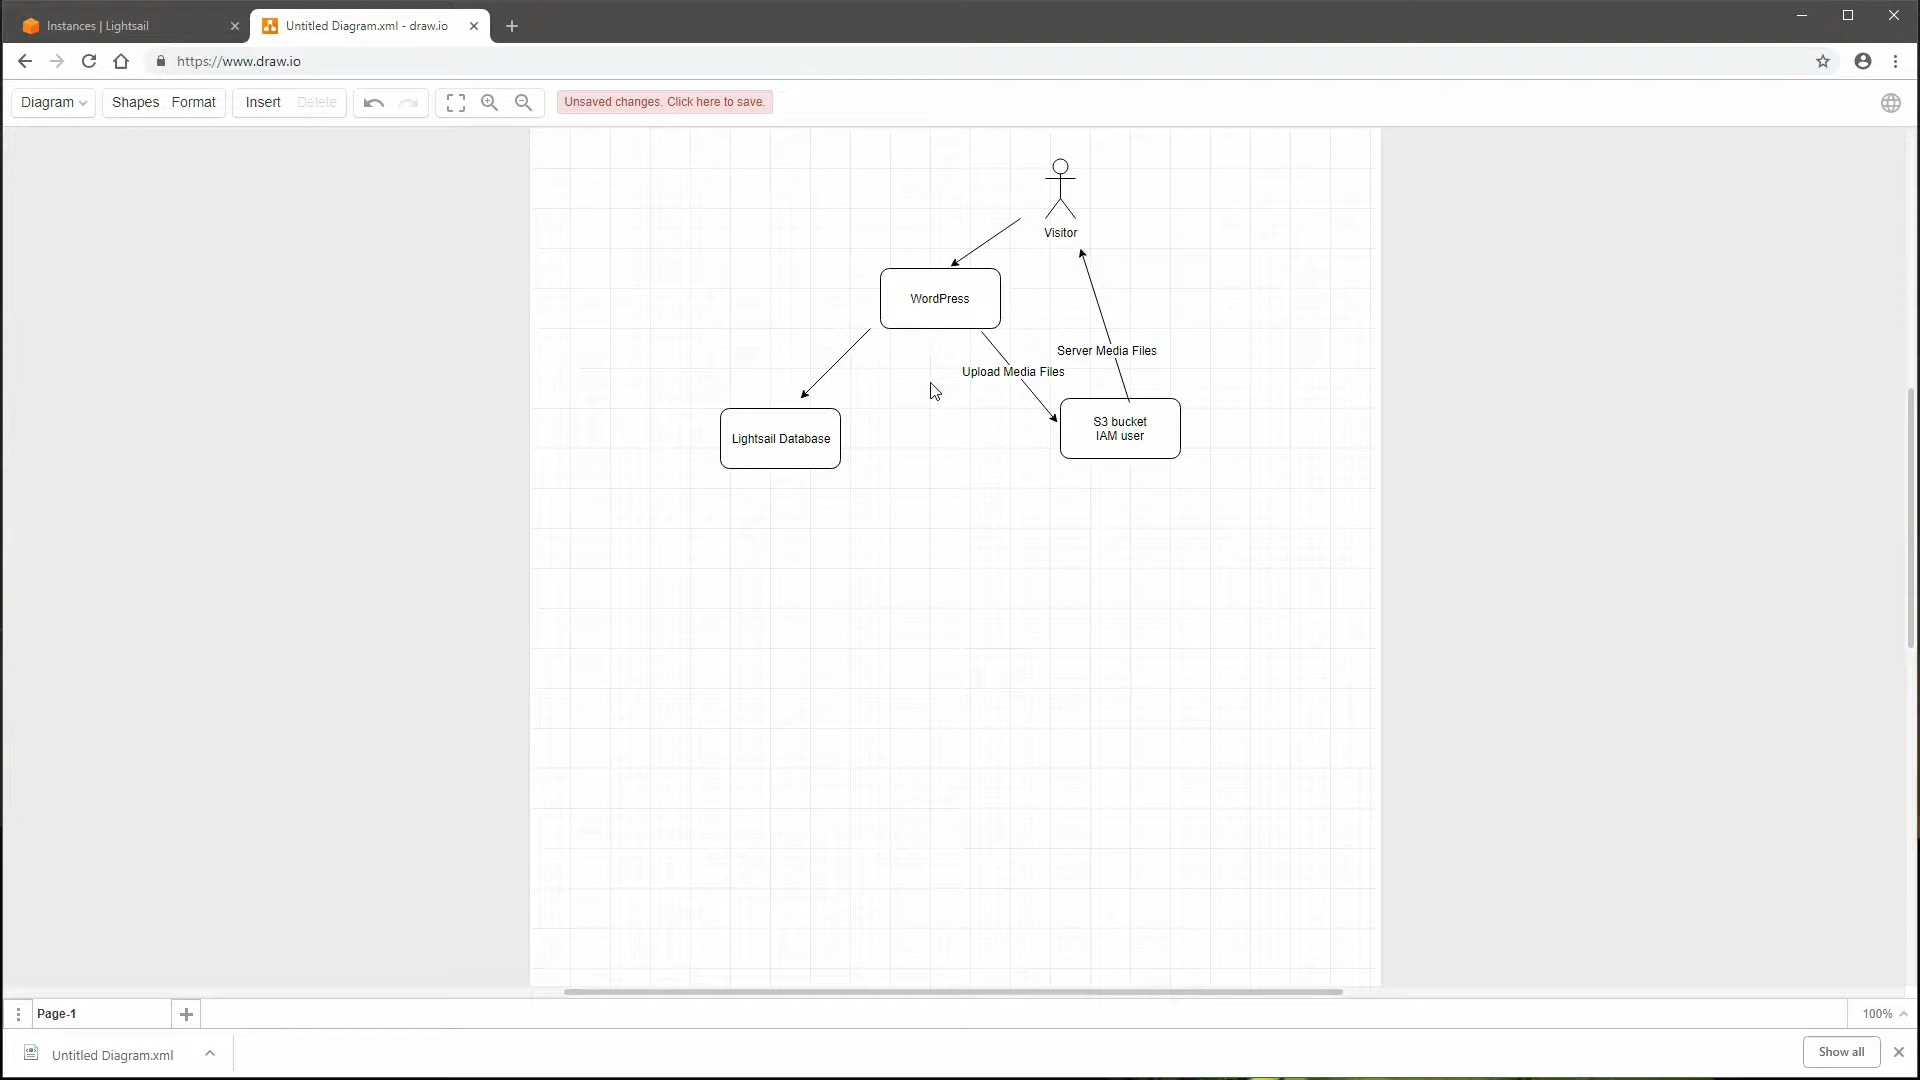 Instances | Lightsail
Untitled Diagram.xml - draw.io
https://www.draw.io
Diagram
Shapes
Format
Insert
Delete
Unsaved changes. Click here to save.
Visitor
WordPress
Server Media Files
Upload Media Files
S3 bucket
IAM user
Lightsail Database
Page-1
100%
Untitled Diagram.xml
Show all